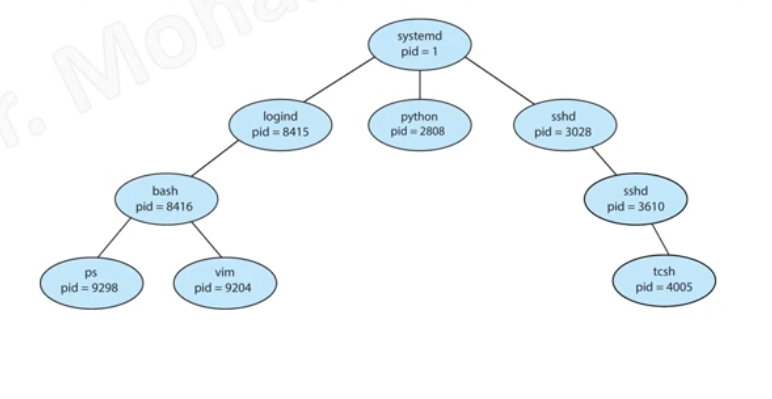 systemd
pid = 1
logind
pid = 8415
python
pid = 2808
sshd
pid = 3028
bash
pid = 8416
sshd
pid = 3610
ps
pid = 9298
vim
pid = 9204
tcsh
pid = 4005